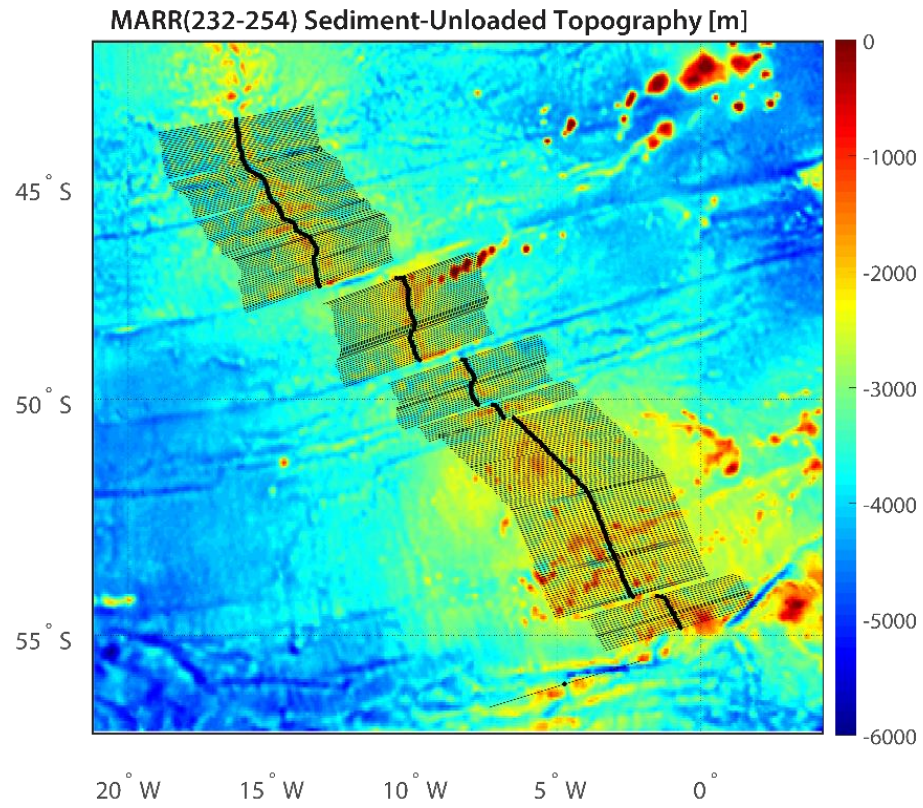 MARR(232-254) Sediment-Unloaded Topography [m]
0
-1000
45° S
-2000
-3000
50° S
-4000
-5000
55° S
-6000
20° W 15° W 10° W 5° W 0°